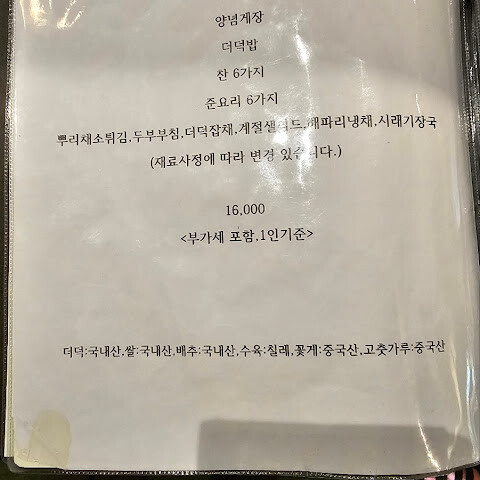 양념게장
더덕밥
찬 6가지
준요리 6가지
뿌리채소튀김,두부부침,더덕잡채,계절샐러드,해파리냉채,시래기장국
(재료사정에 따라 변경 있습니다.)
16,000
<부가세 포함,1인기준>
더덕:국내산,쌀:국내산,배추:국내산,수육:칠레,꽃게:중국산,고춧가루:중국산